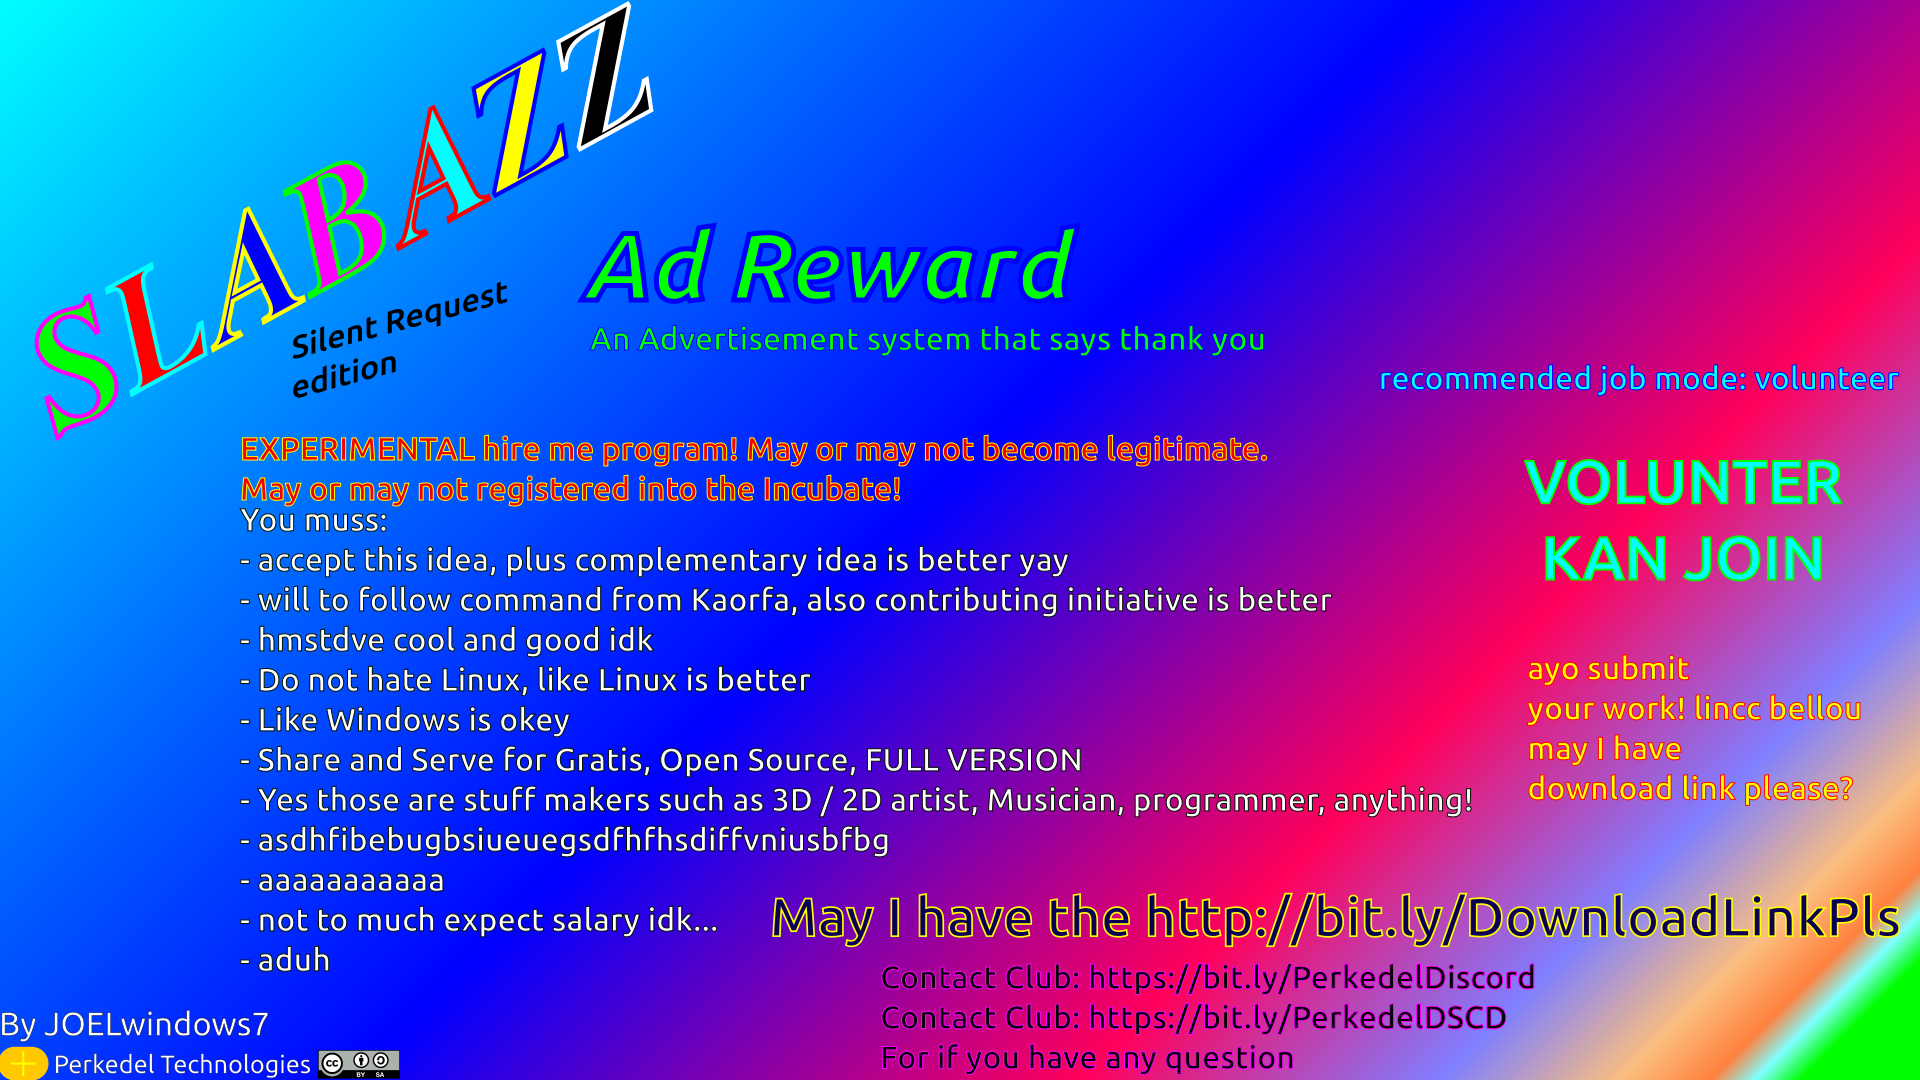 SLABAZZ
Silent Request
edition
Ad Reward
An Advertisement system that says thank you
recommended job mode: volunteer
EXPERIMENTAL hire me program! May or may not become legitimate.
May or may not registered into the Incubate!
You muss:
- accept this idea, plus complementary idea is better yay
- will to follow command from Kaorfa, also contributing initiative is better
- hmstdve cool and good idk
- Do not hate Linux, like Linux is better
- Like Windows is okey
- Share and Serve for Gratis, Open Source, FULL VERSION
- Yes those are stuff makers such as 3D / 2D artist, Musician, programmer, anything!
- asdhfibebugbsiueuegsdfhfhsdiffvniusbfbg
- aaaaaaaaaaa
- not to much expect salary idk...
- aduh
VOLUNTER
KAN JOIN
ayo submit
your work! lincc bellou
may I have
download link please?
May I have the http://bit.ly/DownloadLinkPls
Contact Club: https://bit.ly/PerkedelDiscord
Contact Club: https://bit.ly/PerkedelDSCD
For if you have any question
By JOELwindows7
Perkedel Technologies
cc BY SA